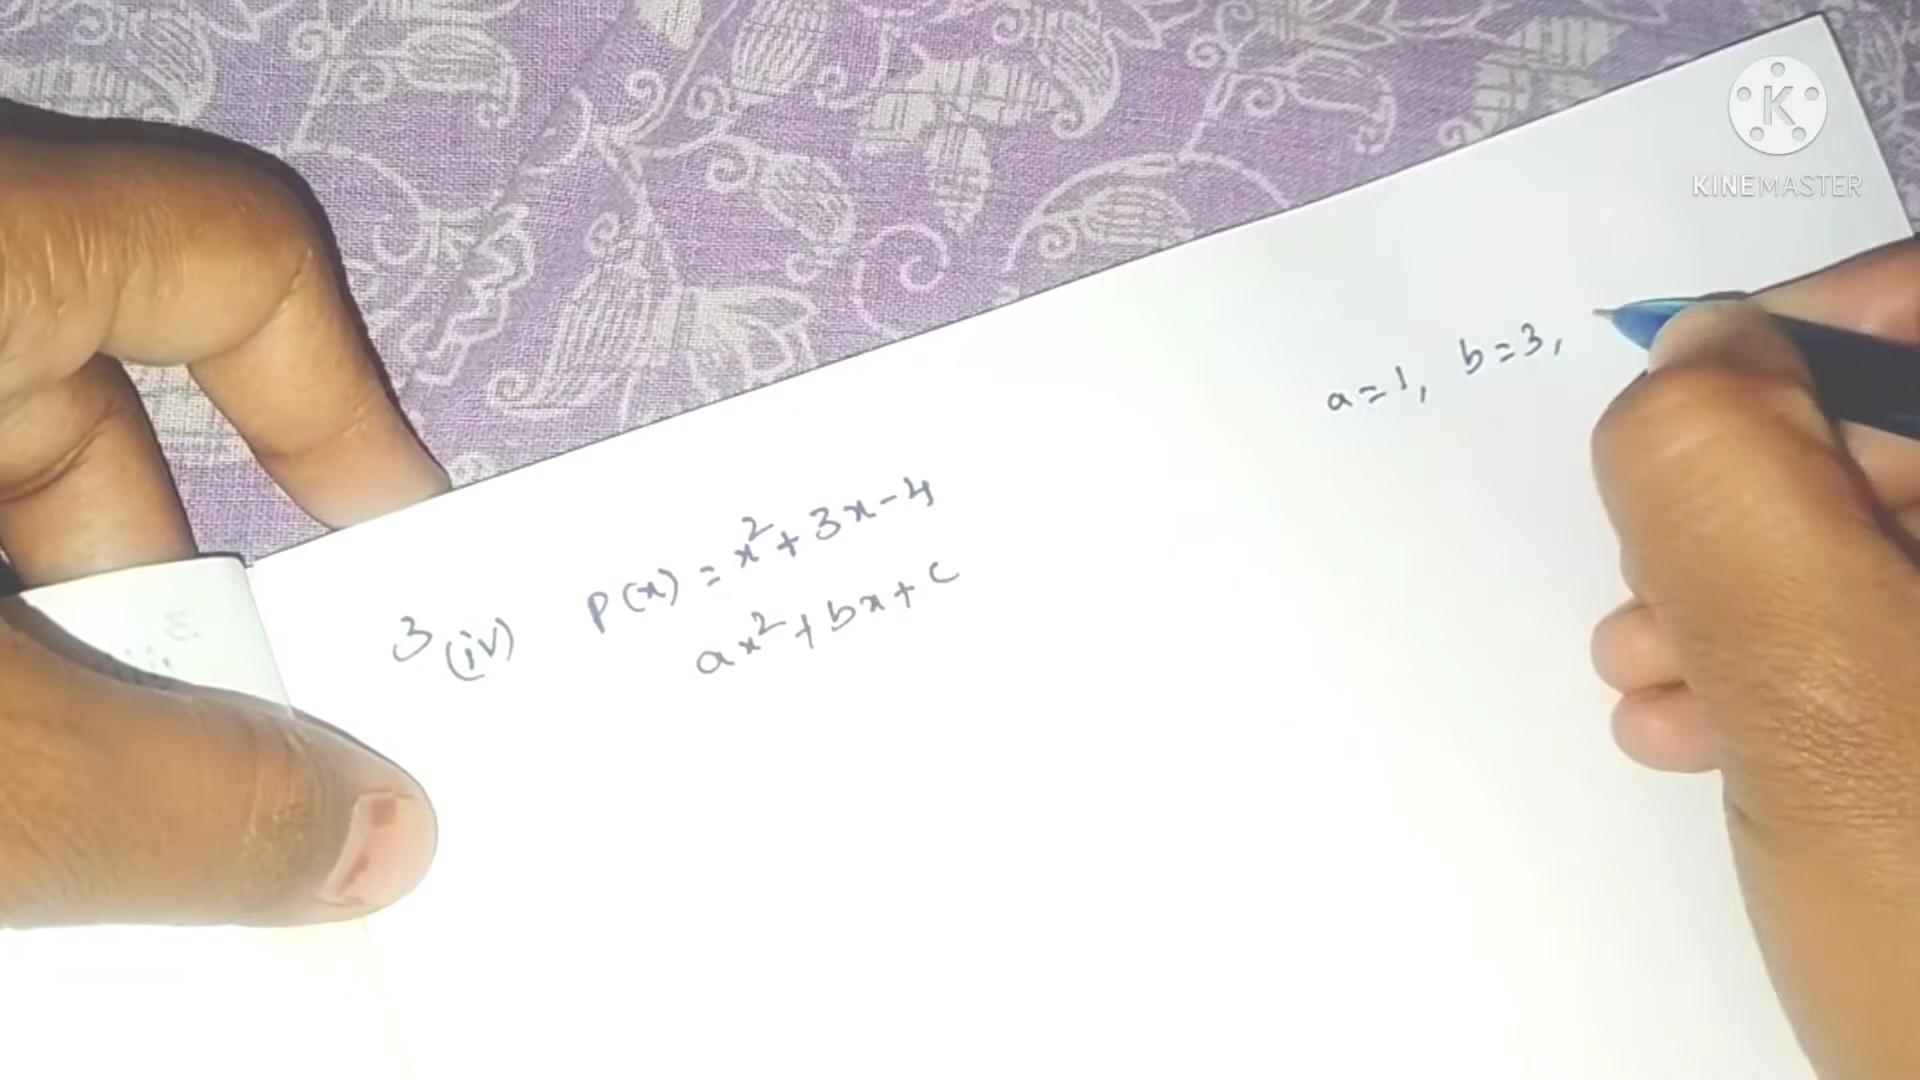 KINEMASTER
a=1, b=3,
3(iv) P(x) = x²+3x-4
ax²+bx+c